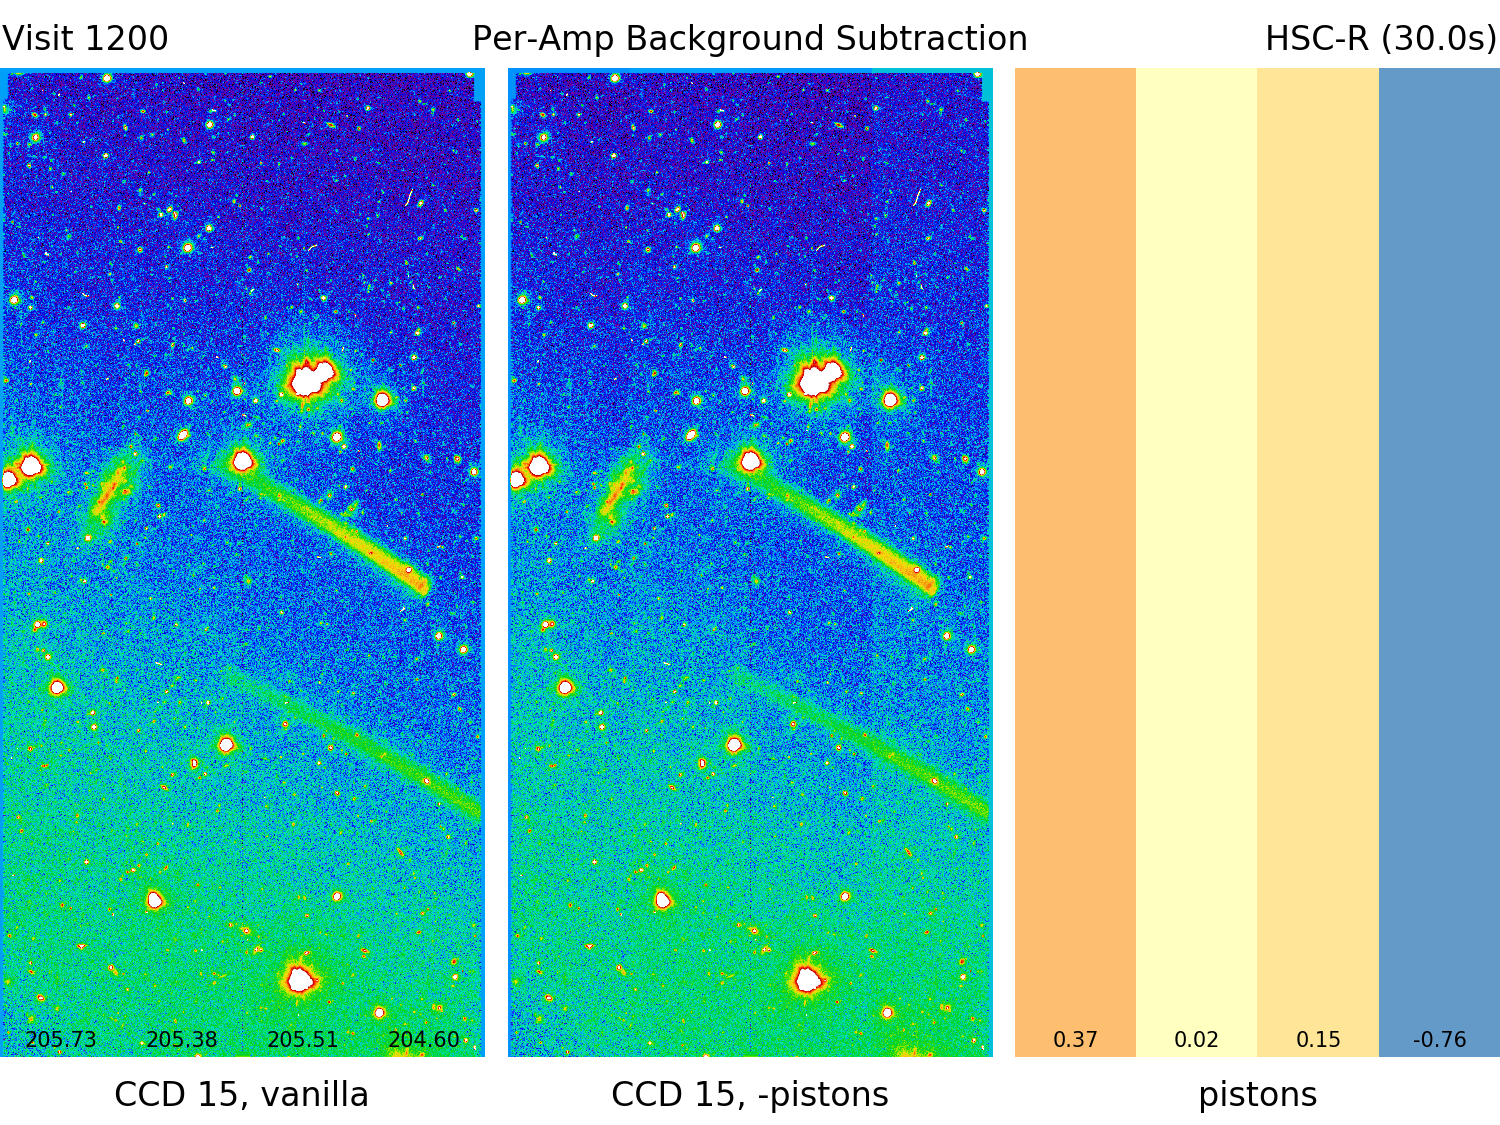 Visit 1200 Per-Amp Background Subtraction HSC-R (30.0s)
205.73 205.38 205.51 204.60 0.37 0.02 0.15 -0.76
CCD 15, vanilla CCD 15, -pistons pistons